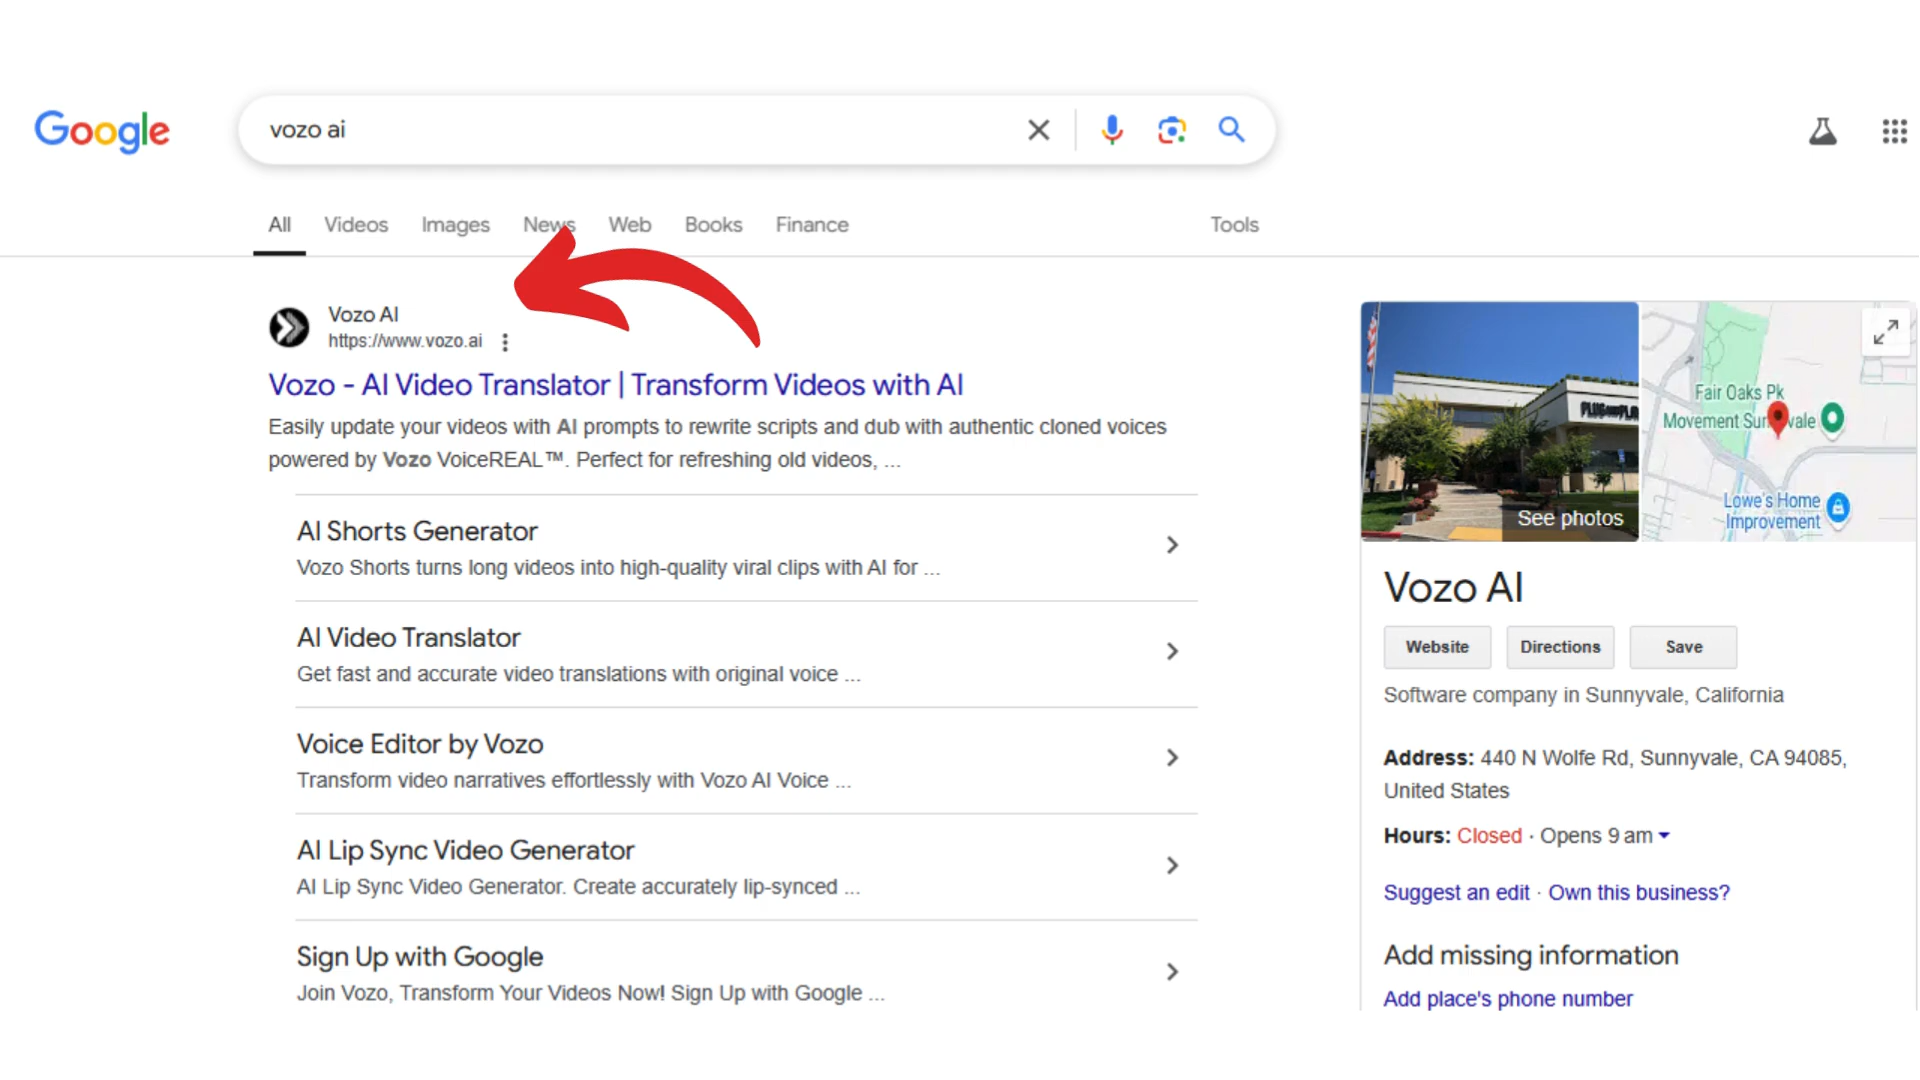 Google
vozo ai
All Videos Images News Web Books Finance Tools
Vozo AI
https://www.vozo.ai
Vozo - AI Video Translator | Transform Videos with AI
Easily update your videos with AI prompts to rewrite scripts and dub with authentic cloned voices
powered by Vozo VoiceREAL™. Perfect for refreshing old videos, ...
AI Shorts Generator
Vozo Shorts turns long videos into high-quality viral clips with AI for ...
AI Video Translator
Get fast and accurate video translations with original voice ...
Voice Editor by Vozo
Transform video narratives effortlessly with Vozo AI Voice ...
AI Lip Sync Video Generator
AI Lip Sync Video Generator. Create accurately lip-synced ...
Sign Up with Google
Join Vozo, Transform Your Videos Now! Sign Up with Google ...
See photos
Fair Oaks Pk
Movement
Lowe's Home
Improvement
Vozo AI
Website Directions Save
Software company in Sunnyvale, California
Address: 440 N Wolfe Rd, Sunnyvale, CA 94085,
United States
Hours: Closed · Opens 9 am
Suggest an edit · Own this business?
Add missing information
Add place's phone number